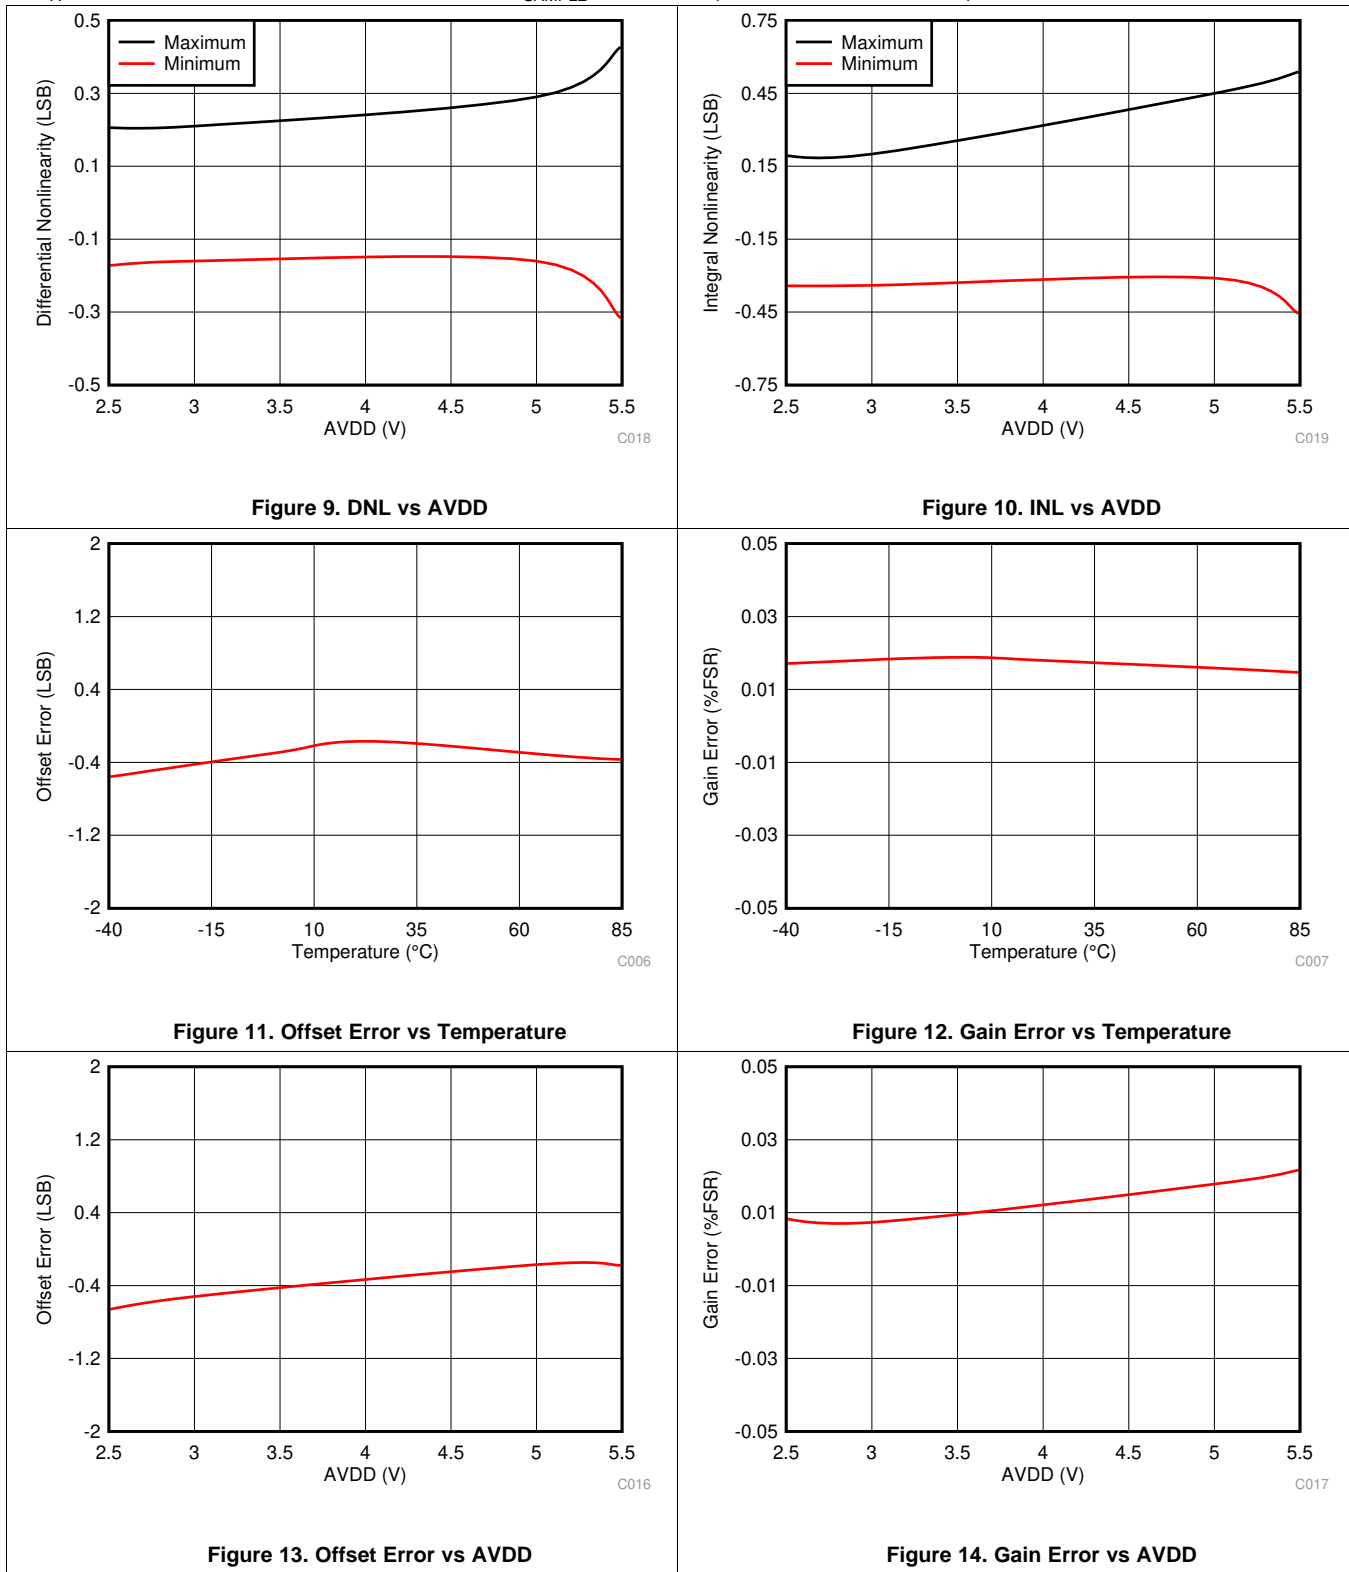 0.5
0.3
0.1
-0.1
-0.3
-0.5
Differential Nonlinearity (LSB)
Maximum
Minimum
2.5 3 3.5 4 4.5 5 5.5
AVDD (V)
C018
Figure 9. DNL vs AVDD
0.75
0.45
0.15
-0.15
-0.45
-0.75
Integral Nonlinearity (LSB)
Maximum
Minimum
2.5 3 3.5 4 4.5 5 5.5
AVDD (V)
C019
Figure 10. INL vs AVDD
2
1.2
0.4
-0.4
-1.2
-2
Offset Error (LSB)
-40 -15 10 35 60 85
Temperature (°C)
C006
Figure 11. Offset Error vs Temperature
0.05
0.03
0.01
-0.01
-0.03
-0.05
Gain Error (%FSR)
-40 -15 10 35 60 85
Temperature (°C)
C007
Figure 12. Gain Error vs Temperature
2
1.2
0.4
-0.4
-1.2
-2
Offset Error (LSB)
2.5 3 3.5 4 4.5 5 5.5
AVDD (V)
C016
Figure 13. Offset Error vs AVDD
0.05
0.03
0.01
-0.01
-0.03
-0.05
Gain Error (%FSR)
2.5 3 3.5 4 4.5 5 5.5
AVDD (V)
C017
Figure 14. Gain Error vs AVDD